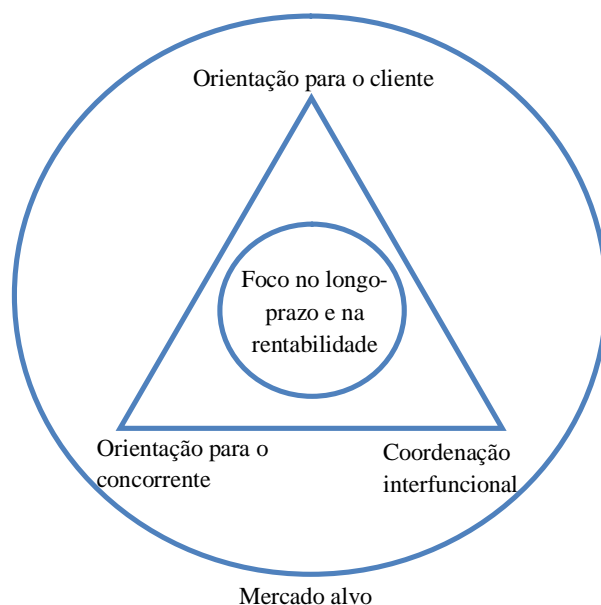 Orientação para o cliente
Foco no longo-
prazo e na
rentabilidade
Orientação para o
concorrente
Coordenação
interfuncional
Mercado alvo